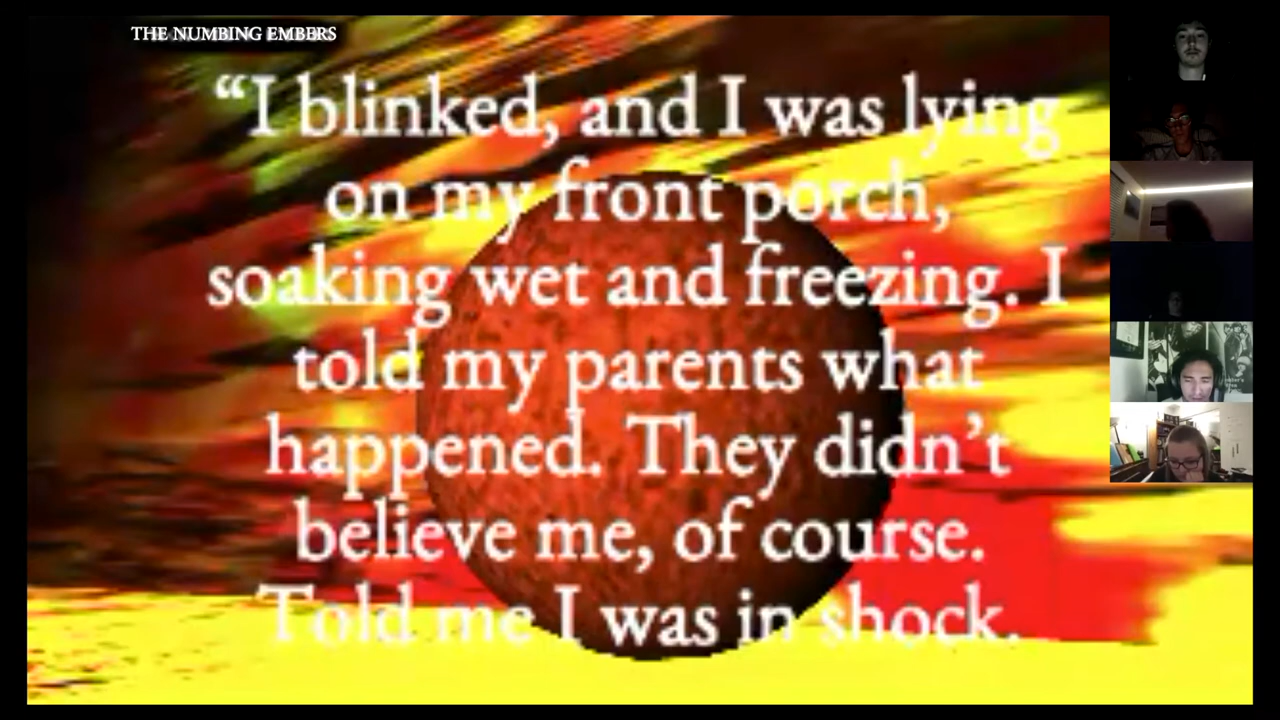 THE NUMBING EMBERS
“I blinked, and I was lying
on my front porch,
soaking wet and freezing. I
told my parents what
happened. They didn’t
believe me, of course.
Told me I was in shock.